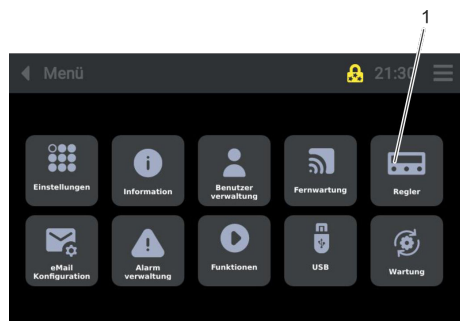 1
Menü
21:30
Einstellungen
Information
Benutzer
verwaltung
Fernwartung
Regler
eMail
Konfiguration
Alarm
verwaltung
Funktionen
USB
Wartung